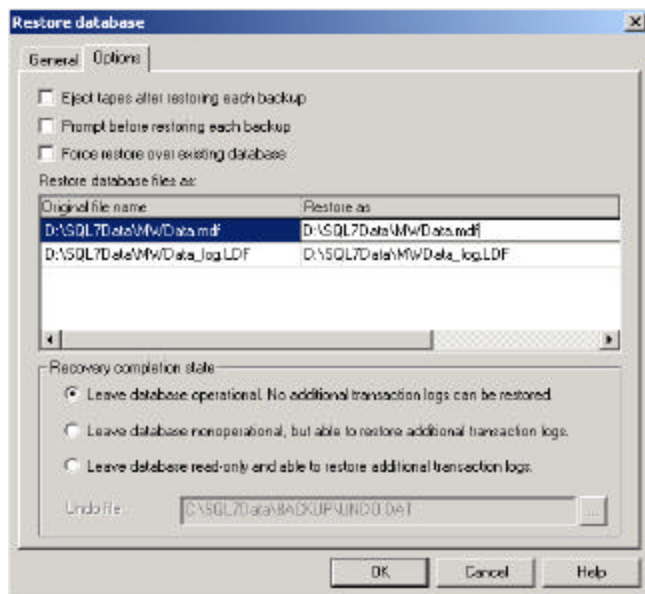 Restore database
General Options
Eject tapes after restoring each backup
Prompt before restoring each backup
Force restore over existing database
Restore database files as:
Original file name Restore as
D:\SQL7Data\MWData.mdf D:\SQL7Data\MWData.mdf
D:\SQL7Data\MWData_log.LDF D:\SQL7Data\MWData_log.LDF
Recovery completion state
Leave database operational. No additional transaction logs can be restored.
Leave database nonoperational, but able to restore additional transaction logs.
Leave database read-only and able to restore additional transaction logs.
Undo file: C:\SQL7Data\BACKUP\UNDO.DAT ...
OK Cancel Help